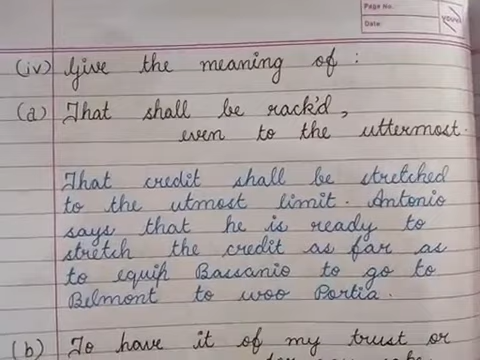 Page No.
Date:
YOUVA
(iv) Give the meaning of :
(a) That shall be rack'd,
even to the uttermost.
That credit shall be stretched
to the utmost limit. Antonio
says that he is ready to
stretch the credit as far as
to equip Bassanio to go to
Belmont to woo Portia.
(b) To have it of my trust or